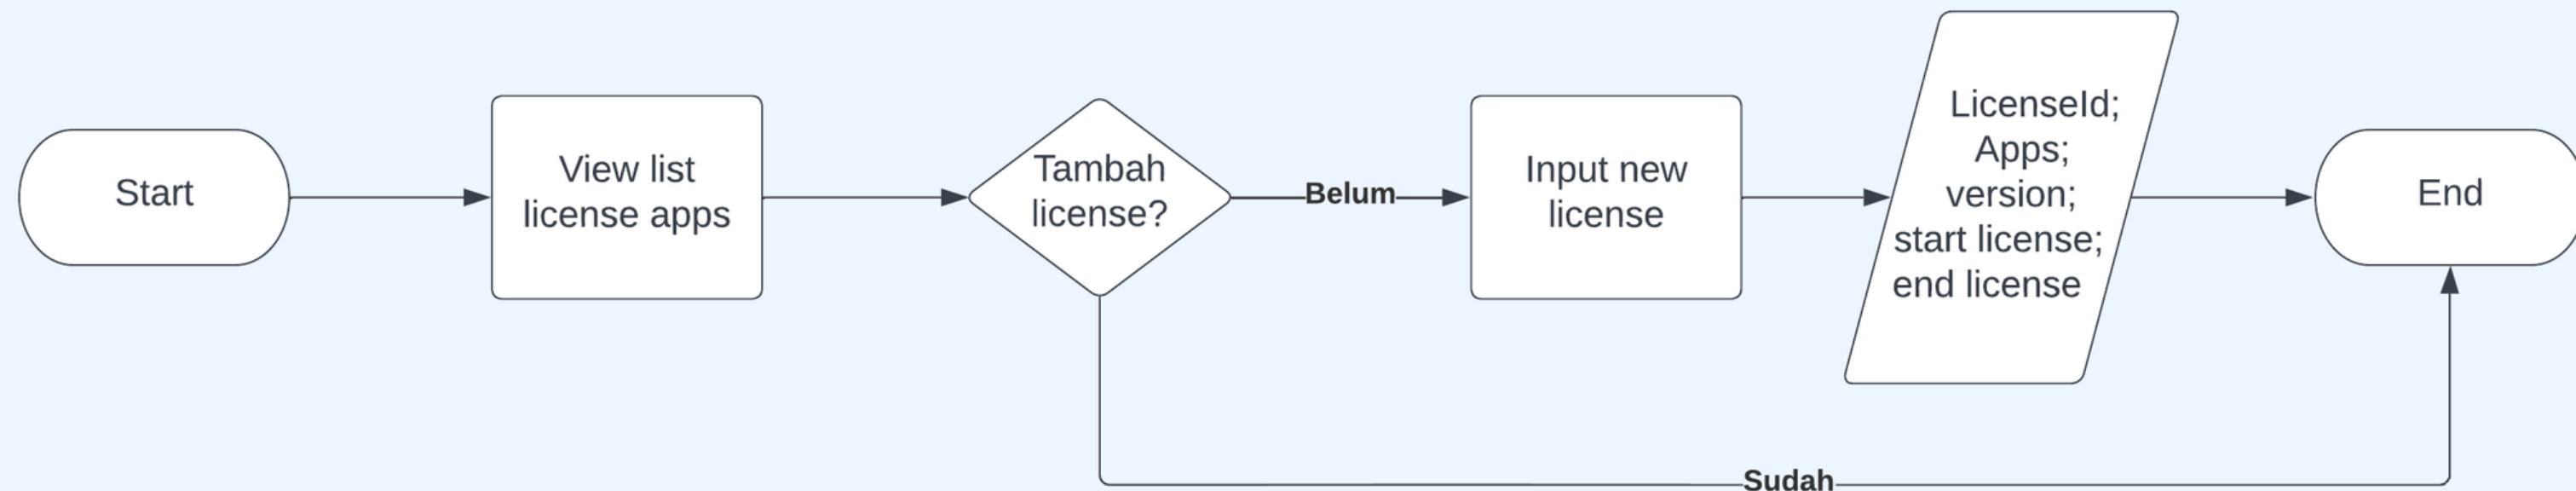 Start
View list
license apps
Tambah
license?
Belum
Input new
license
LicenseId;
Apps;
version;
start license;
end license
End
Sudah